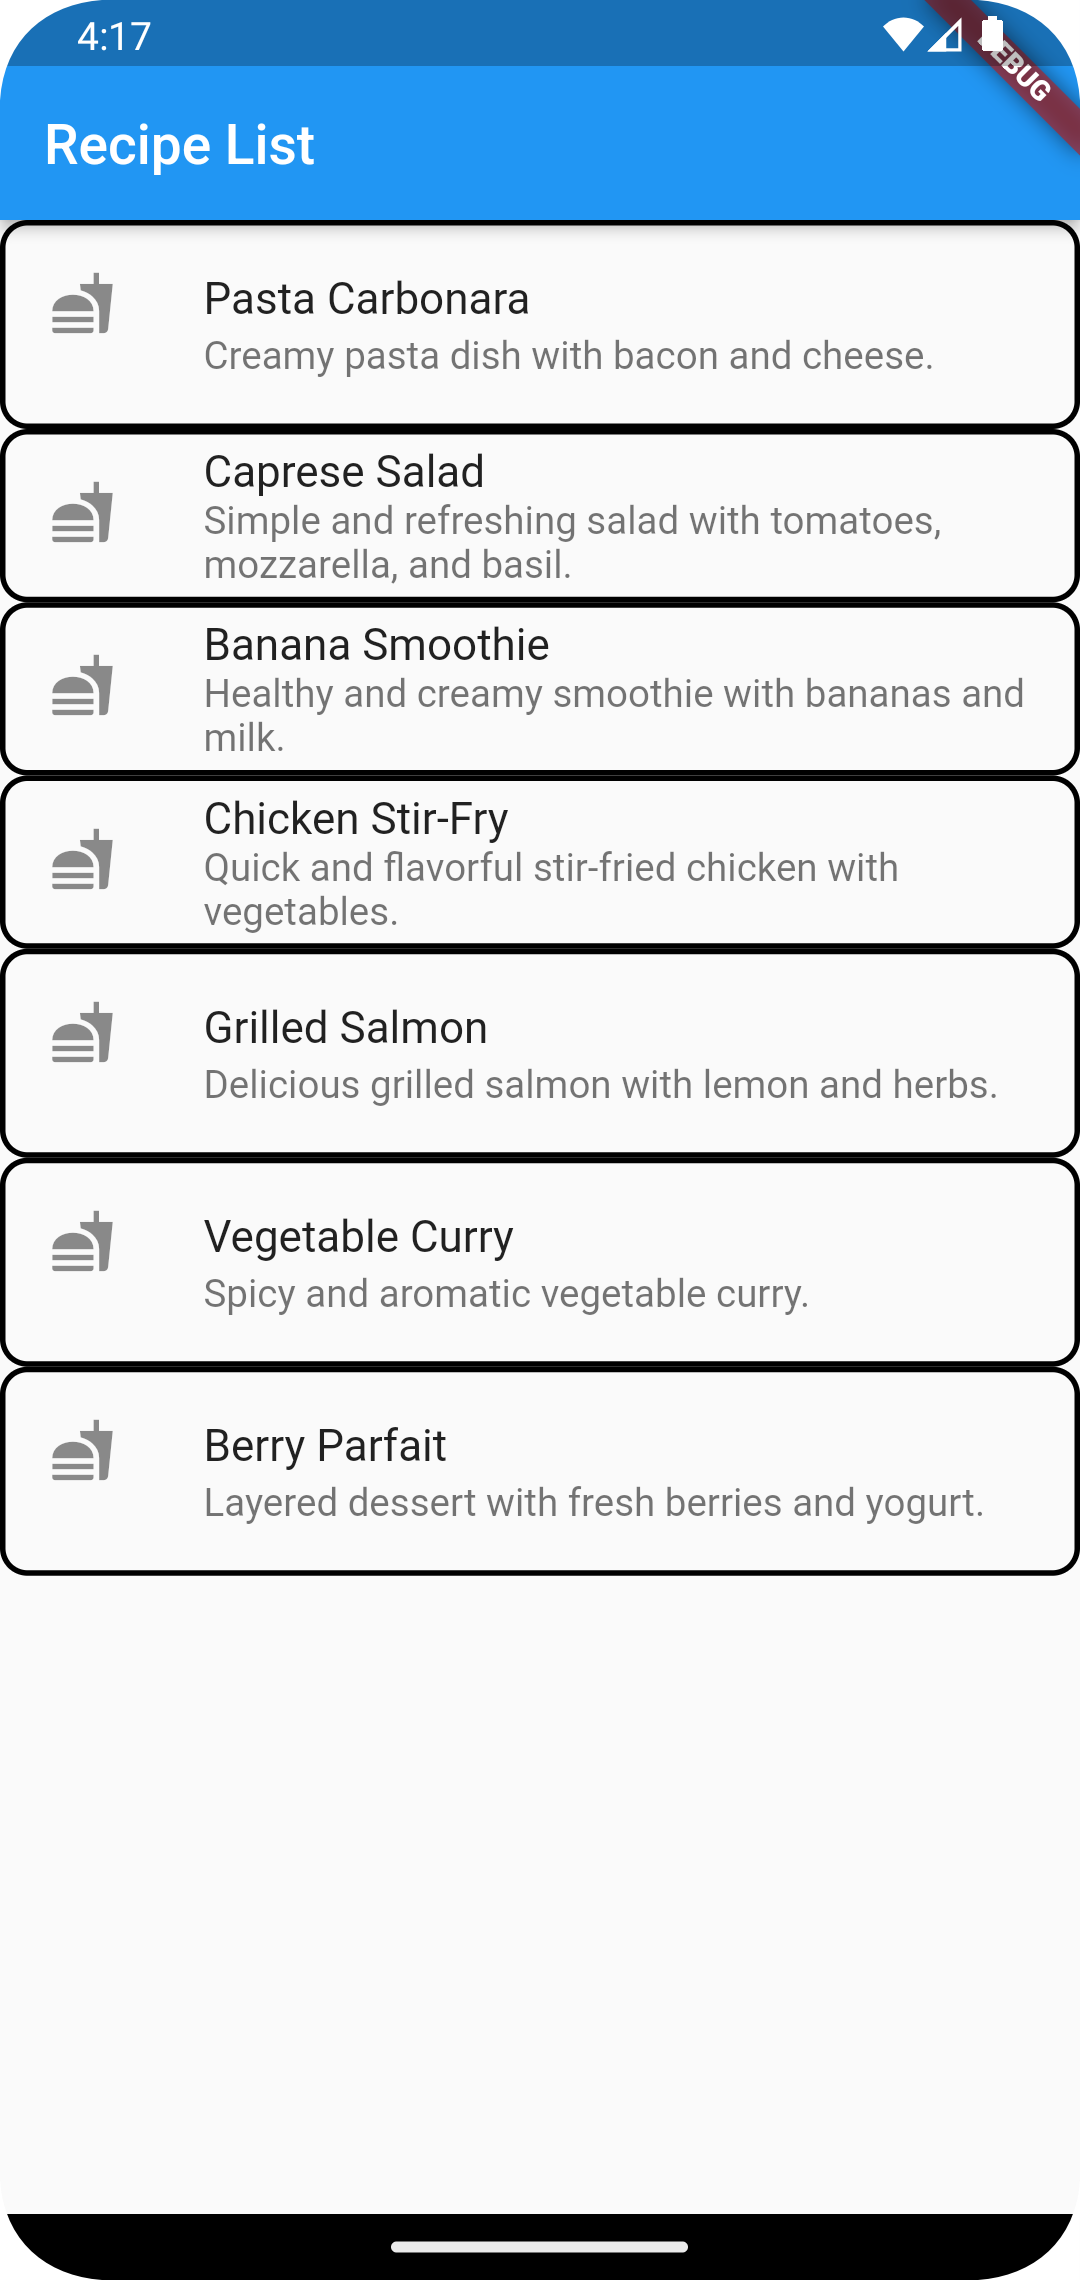 4:17
Recipe List
Pasta Carbonara
Creamy pasta dish with bacon and cheese.
Caprese Salad
Simple and refreshing salad with tomatoes,
mozzarella, and basil.
Banana Smoothie
Healthy and creamy smoothie with bananas and
milk.
Chicken Stir-Fry
Quick and flavorful stir-fried chicken with
vegetables.
Grilled Salmon
Delicious grilled salmon with lemon and herbs.
Vegetable Curry
Spicy and aromatic vegetable curry.
Berry Parfait
Layered dessert with fresh berries and yogurt.